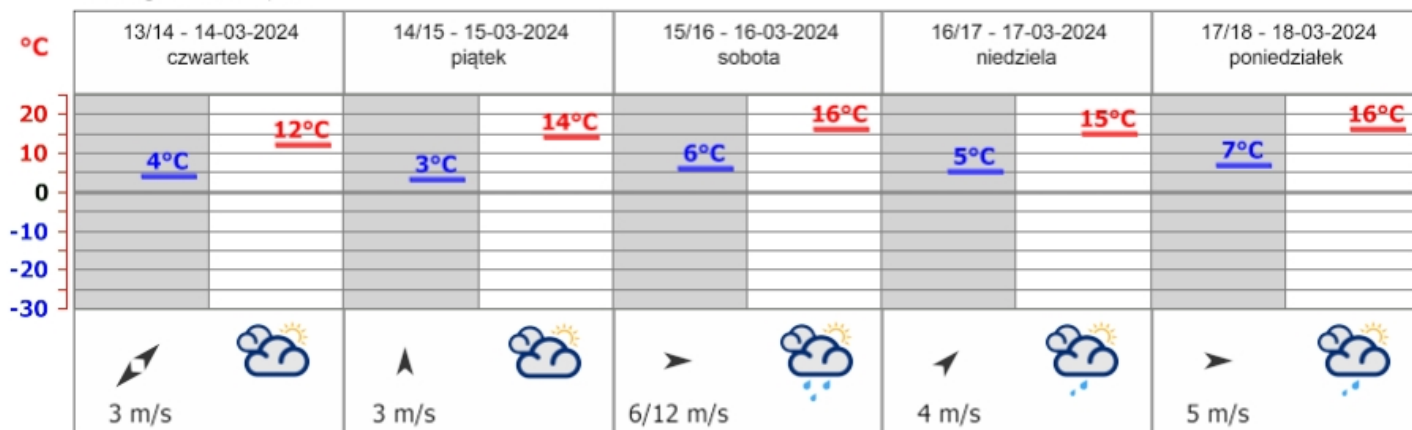 °C
13/14 - 14-03-2024
czwartek
14/15 - 15-03-2024
piątek
15/16 - 16-03-2024
sobota
16/17 - 17-03-2024
niedziela
17/18 - 18-03-2024
poniedziałek
20
10
0
-10
-20
-30
4°C
12°C
3°C
14°C
6°C
16°C
5°C
15°C
7°C
16°C
3 m/s
3 m/s
6/12 m/s
4 m/s
5 m/s